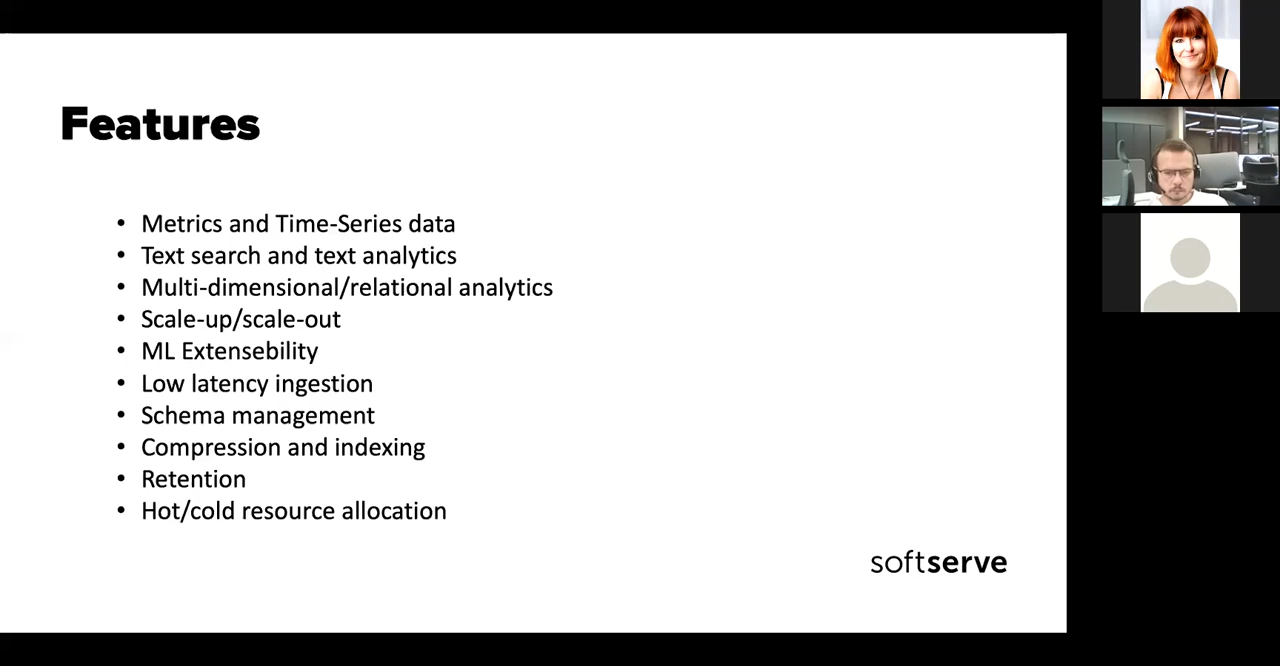 Features
• Metrics and Time-Series data
• Text search and text analytics
• Multi-dimensional/relational analytics
• Scale-up/scale-out
• ML Extensebility
• Low latency ingestion
• Schema management
• Compression and indexing
• Retention
• Hot/cold resource allocation
softserve